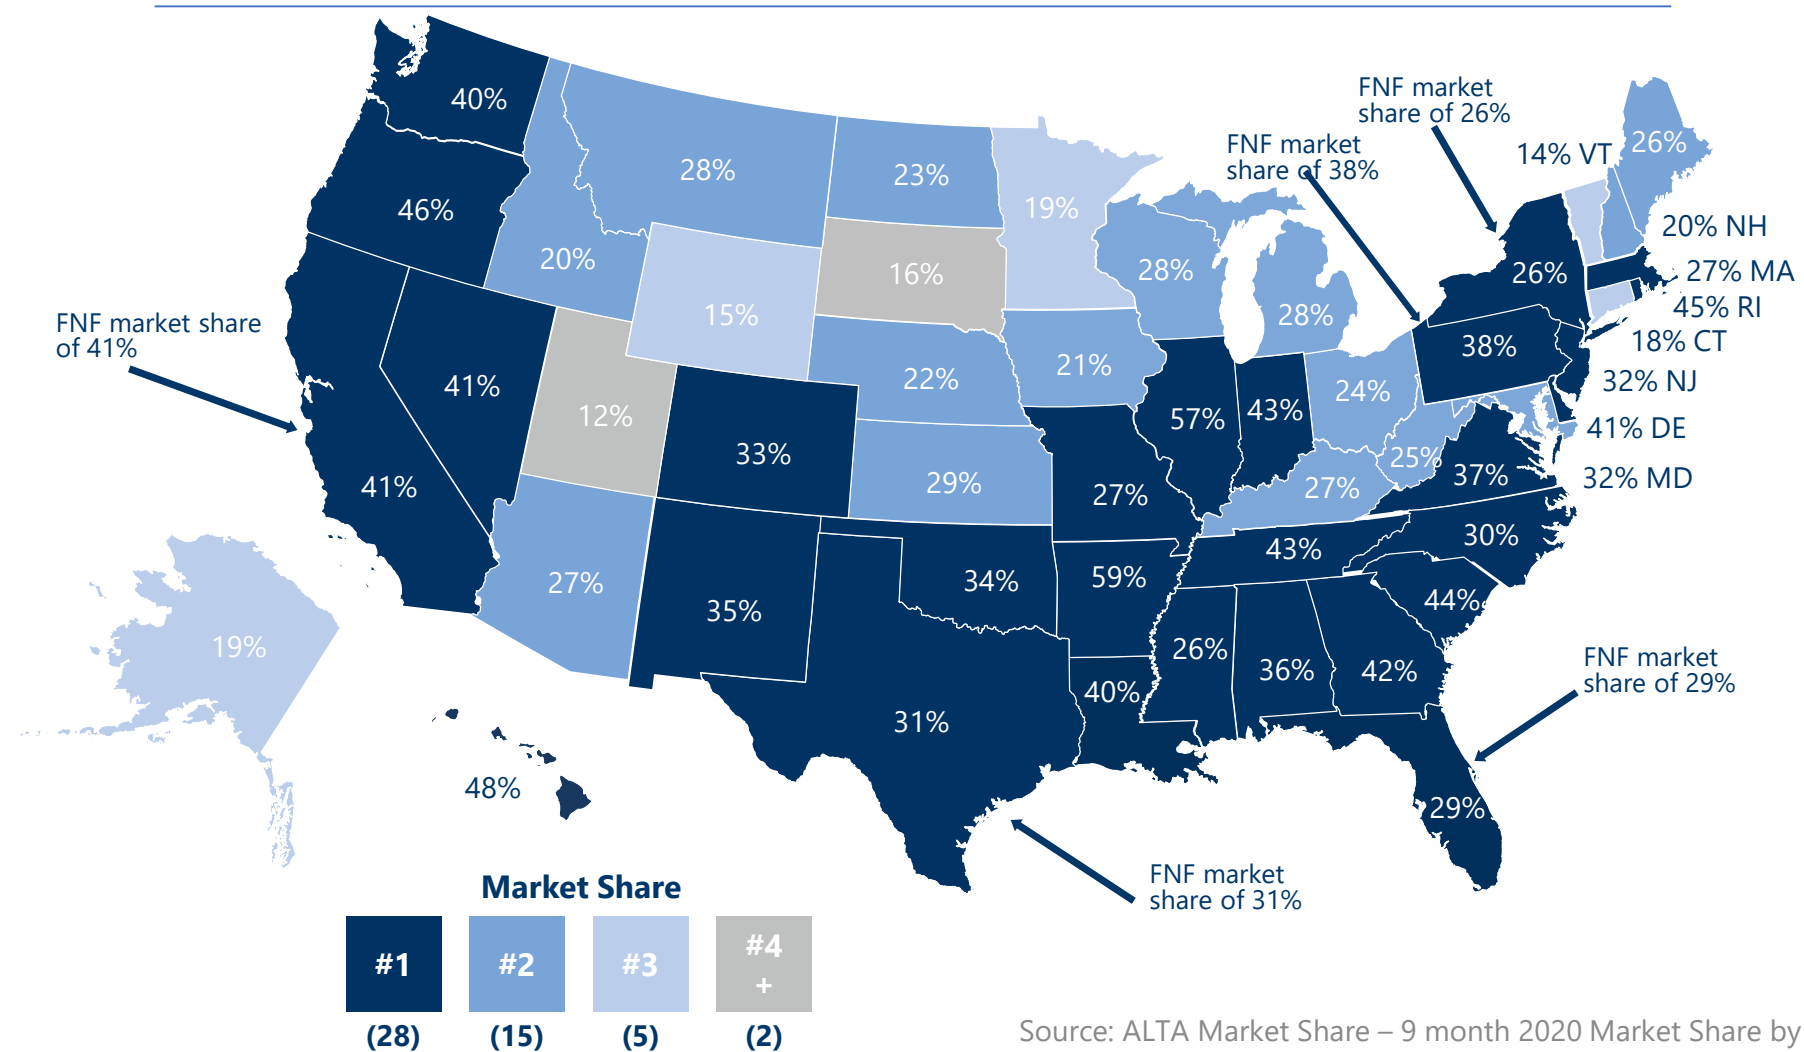 FNF market
share of 26%
40%
FNF market
share of 38%
14% VT
26%
28%
23%
19%
46%
20% NH
20%
28%
16%
26%
27% MA
45% RI
FNF market share
of 41%
15%
28%
18% CT
38%
41%
22%
21%
24%
32% NJ
12%
57%
43%
41% DE
33%
25%
37%
32% MD
41%
29%
27%
27%
30%
43%
27%
34%
59%
44%
35%
19%
26%
36%
42%
FNF market
share of 29%
40%
31%
48%
29%
FNF market
share of 31%
Market Share
#1
#2
#3
#4
+
(28)
(15)
(5)
(2)
Source: ALTA Market Share – 9 month 2020 Market Share by